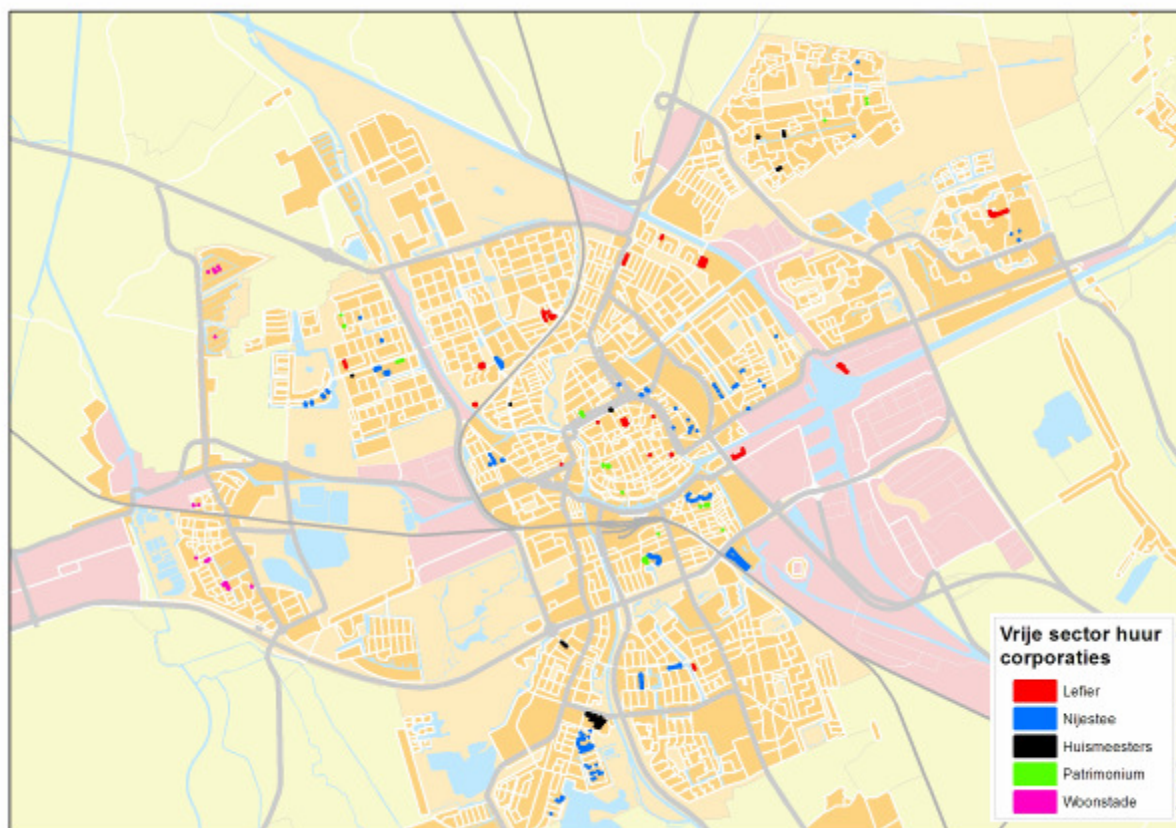 Vrije sector huur
corporaties
Lefier
Nijestee
Huismeesters
Patrimonium
Woonstade